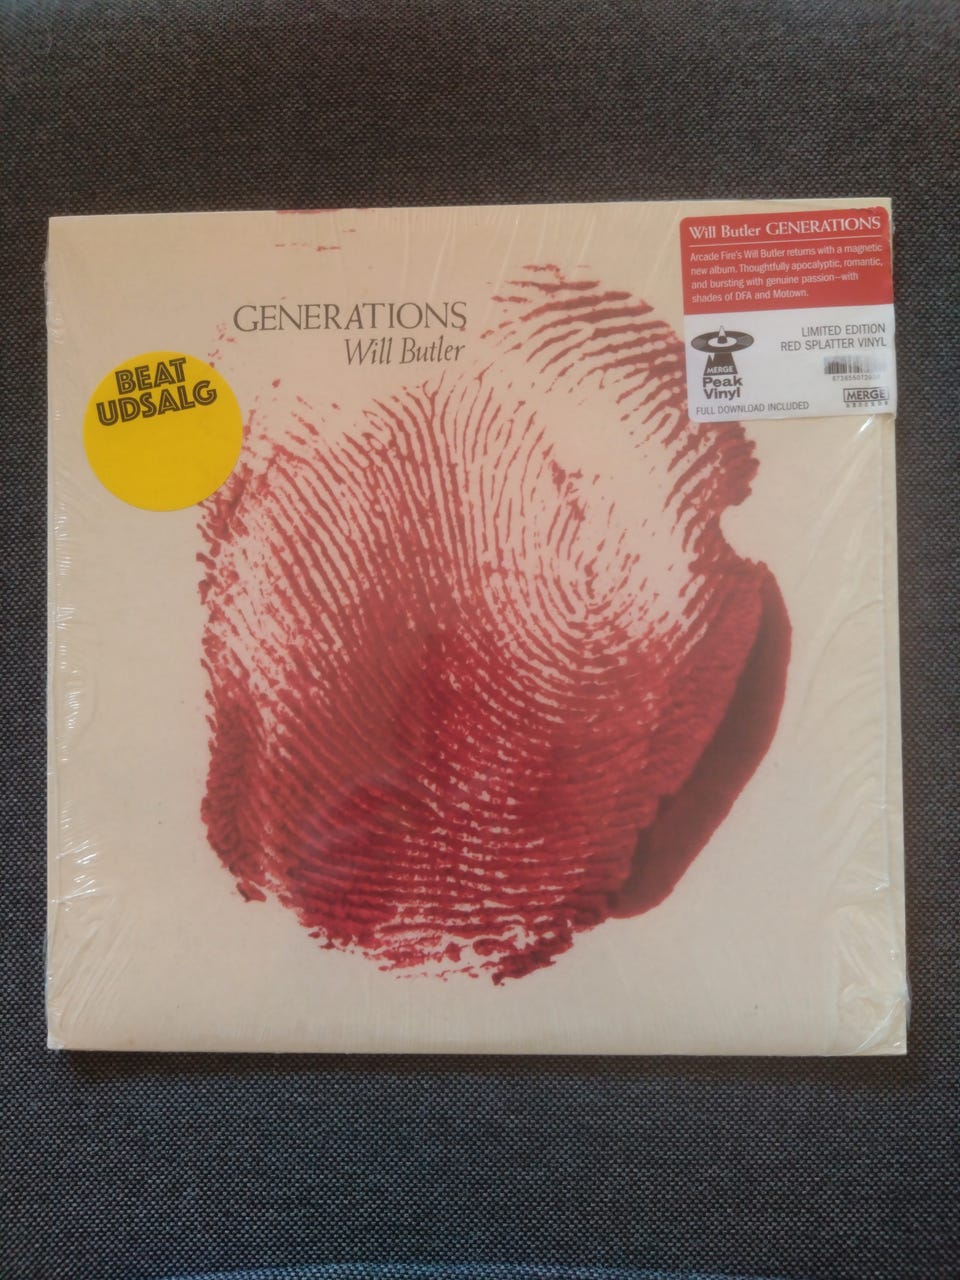 GENERATIONS
Will Butler
BEAT
UDSALG
Will Butler GENERATIONS
Arcade Fire's Will Butler returns with a magnetic
new album. Thoughtfully apocalyptic, romantic,
and bursting with genuine passion—with
shades of DFA and Motown.
LIMITED EDITION
RED SPLATTER VINYL
MERGE
Peak
Vinyl
FULL DOWNLOAD INCLUDED
MERGE
RECORDS